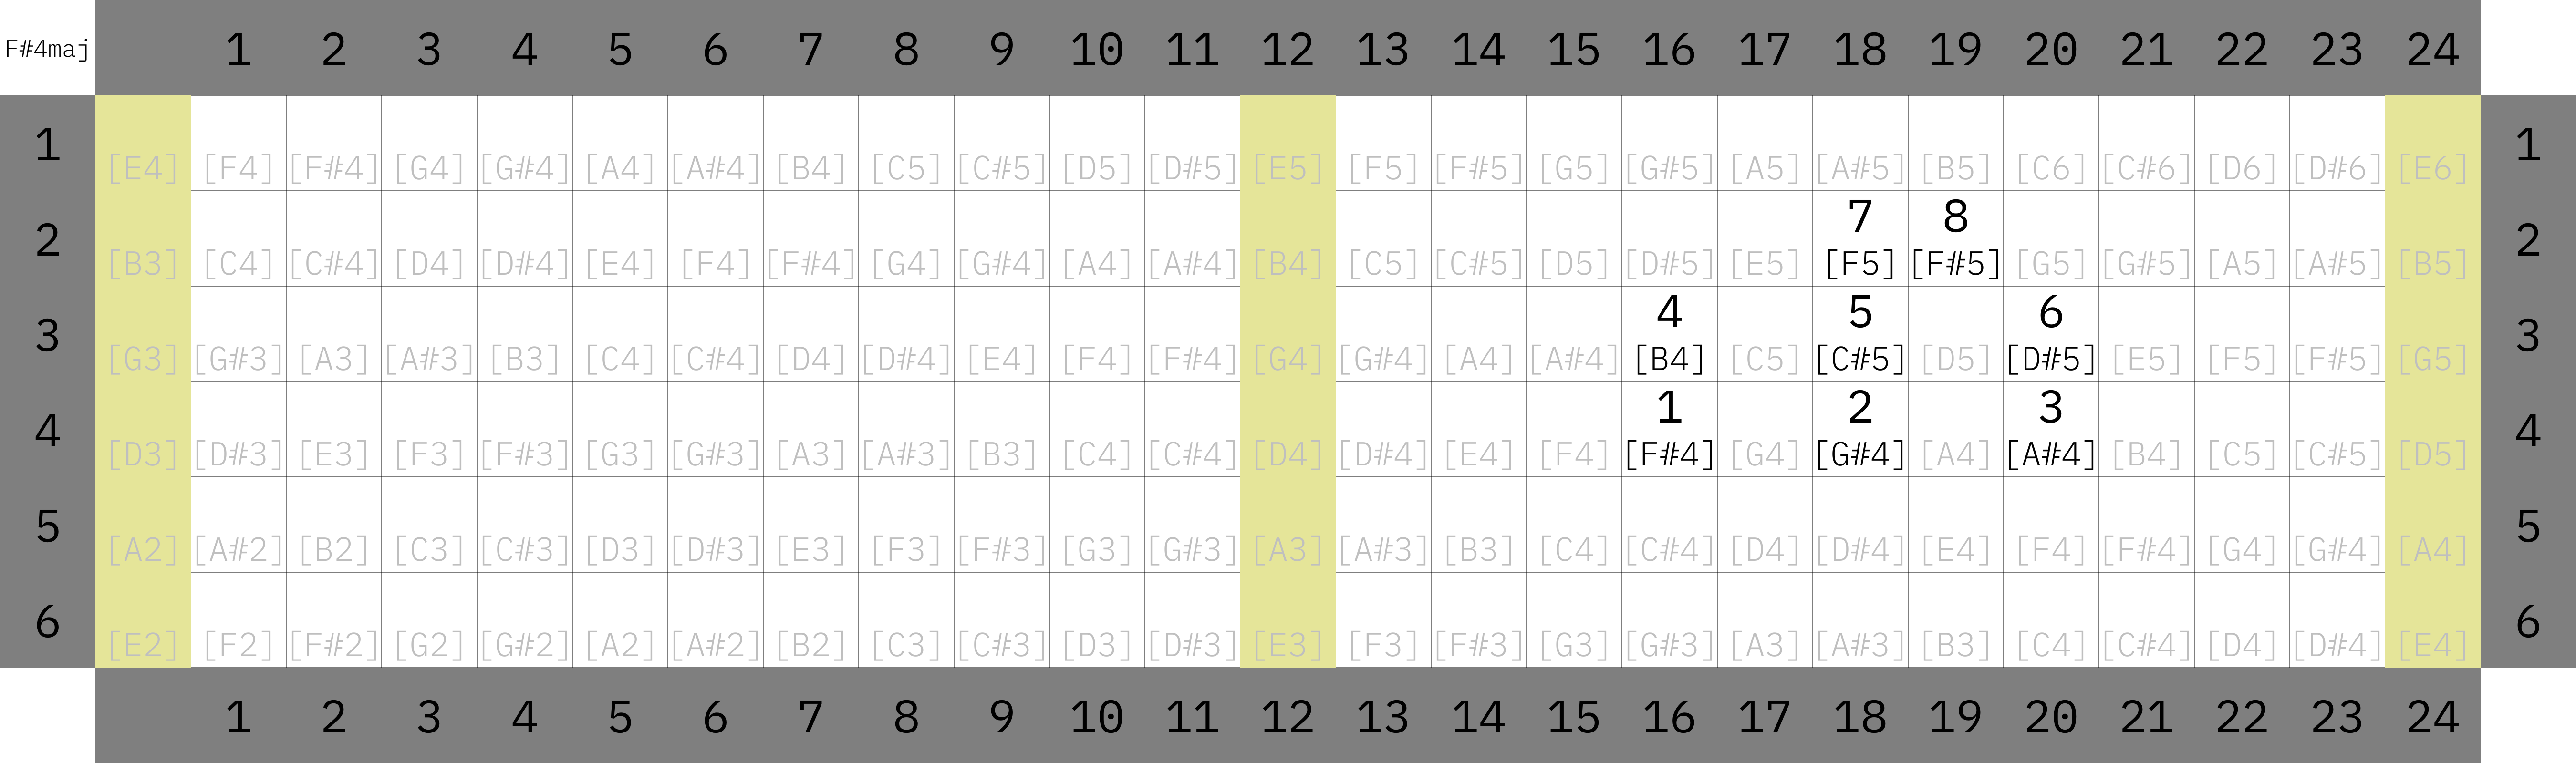 F#4maj 1 2 3 4 5 6 7 8 9 10 11 12 13 14 15 16 17 18 19 20 21 22 23 24
1 [E4] [F4] [F#4] [G4] [G#4] [A4] [A#4] [B4] [C5] [C#5] [D5] [D#5] [E5] [F5] [F#5] [G5] [G#5] [A5] [A#5] [B5] [C6] [C#6] [D6] [D#6] [E6] 1
7 8
2 [B3] [C4] [C#4] [D4] [D#4] [E4] [F4] [F#4] [G4] [G#4] [A4] [A#4] [B4] [C5] [C#5] [D5] [D#5] [E5] [F5] [F#5] [G5] [G#5] [A5] [A#5] [B5] 2
4 5 6
3 [G3] [G#3] [A3] [A#3] [B3] [C4] [C#4] [D4] [D#4] [E4] [F4] [F#4] [G4] [G#4] [A4] [A#4] [B4] [C5] [C#5] [D5] [D#5] [E5] [F5] [F#5] [G5] 3
1 2 3
4 [D3] [D#3] [E3] [F3] [F#3] [G3] [G#3] [A3] [A#3] [B3] [C4] [C#4] [D4] [D#4] [E4] [F4] [F#4] [G4] [G#4] [A4] [A#4] [B4] [C5] [C#5] [D5] 4
5 [A2] [A#2] [B2] [C3] [C#3] [D3] [D#3] [E3] [F3] [F#3] [G3] [G#3] [A3] [A#3] [B3] [C4] [C#4] [D4] [D#4] [E4] [F4] [F#4] [G4] [G#4] [A4] 5
6 [E2] [F2] [F#2] [G2] [G#2] [A2] [A#2] [B2] [C3] [C#3] [D3] [D#3] [E3] [F3] [F#3] [G3] [G#3] [A3] [A#3] [B3] [C4] [C#4] [D4] [D#4] [E4] 6
1 2 3 4 5 6 7 8 9 10 11 12 13 14 15 16 17 18 19 20 21 22 23 24